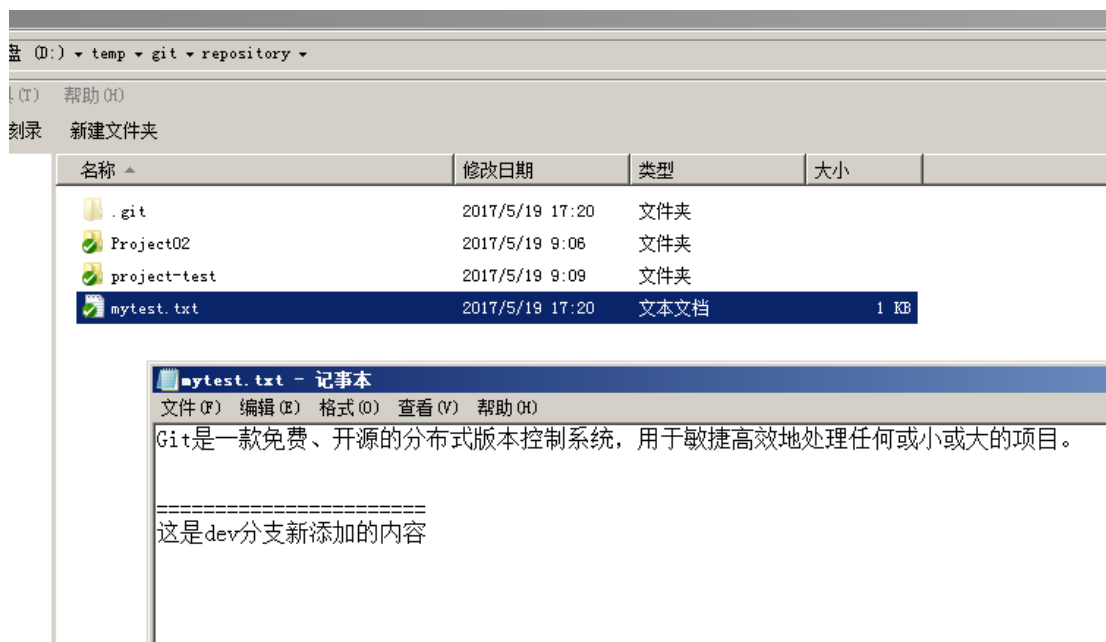 盘 (D:) ▾ temp ▾ git ▾ repository ▾
(T) 帮助(H)
刻录 新建文件夹
名称 修改日期 类型 大小
.git 2017/5/19 17:20 文件夹
Project02 2017/5/19 9:06 文件夹
project-test 2017/5/19 9:09 文件夹
mytest.txt 2017/5/19 17:20 文本文档 1 KB
mytest.txt - 记事本
文件(F) 编辑(E) 格式(O) 查看(V) 帮助(H)
Git是一款免费、开源的分布式版本控制系统，用于敏捷高效地处理任何或小或大的项目。
=======================
这是dev分支新添加的内容